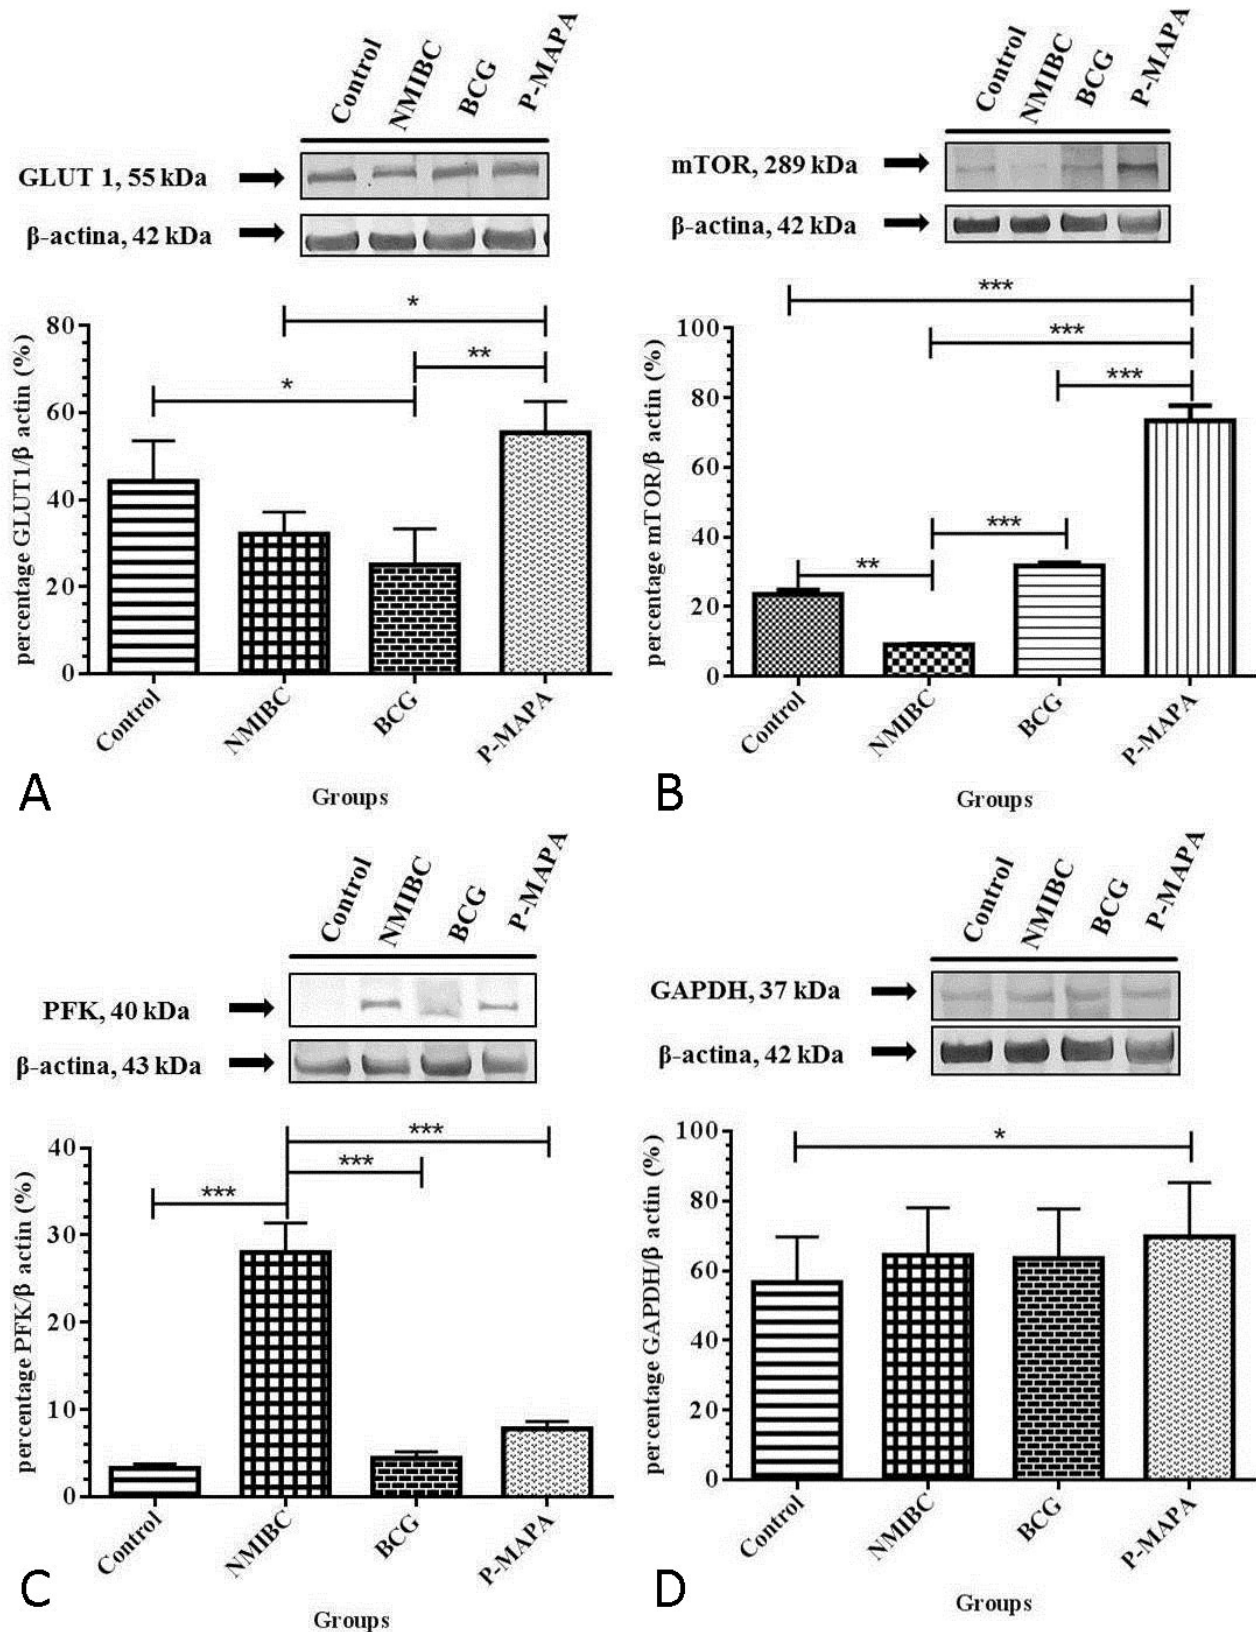 Control NMIBC BCG P-MAPA
GLUT 1, 55 kDa
β-actina, 42 kDa
percentage GLUT1/β actin (%)
80
60
40
20
0
*
**
*
Control NMIBC BCG P-MAPA
Groups
A
Control NMIBC BCG P-MAPA
mTOR, 289 kDa
β-actina, 42 kDa
percentage mTOR/β actin (%)
100
80
60
40
20
0
***
***
***
***
**
Control NMIBC BCG P-MAPA
Groups
B
Control NMIBC BCG P-MAPA
PFK, 40 kDa
β-actina, 43 kDa
percentage PFK/β actin (%)
40
30
20
10
0
***
***
***
Control NMIBC BCG P-MAPA
Groups
C
Control NMIBC BCG P-MAPA
GAPDH, 37 kDa
β-actina, 42 kDa
percentage GAPDH/β actin (%)
100
80
60
40
20
0
*
Control NMIBC BCG P-MAPA
Groups
D